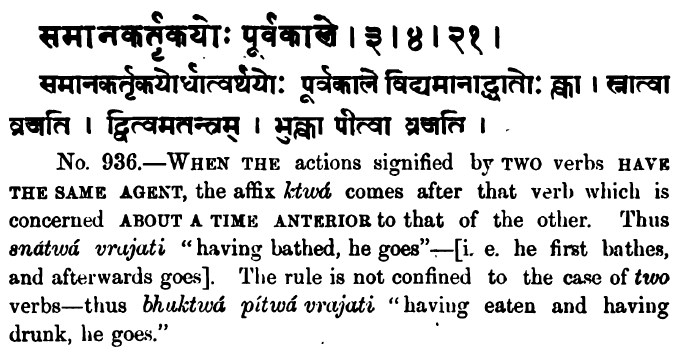 समानकर्तृकयोः पूर्वकाले । ३ । ४ । २१ ।
समानकर्तृकयोर्धात्वर्थयोः पूर्वकाले विद्यमानाद्धातोः क्त्वा । स्नात्वा
व्रजति । द्वित्वमतन्त्रम् । भुक्त्वा पीत्वा व्रजति ।
No. 936.—WHEN THE actions signified by TWO verbs HAVE
THE SAME AGENT, the affix ktwá comes after that verb which is
concerned ABOUT A TIME ANTERIOR to that of the other. Thus
snátwá vrajati "having bathed, he goes"—[i. e. he first bathes,
and afterwards goes]. The rule is not confined to the case of two
verbs—thus bhuktwá pítwá vrajati "having eaten and having
drunk, he goes."